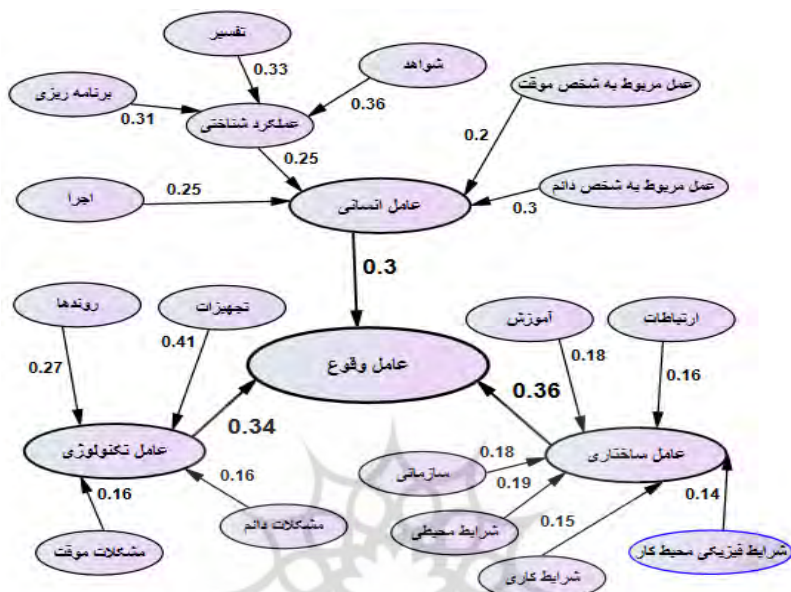 تفسیر
شواهد
0.33
برنامه ریزی
عمل مربوط به شخص موقت
0.31
0.36
عملکرد شناختی
0.2
0.25
اجرا
0.25
عامل انسانی
عمل مربوط به شخص دائم
0.3
0.3
روندها
تجهیزات
آموزش
ارتباطات
0.41
0.18
0.27
عامل وقوع
0.16
0.36
0.34
عامل تکنولوژی
عامل ساختاری
0.18
سازمانی
0.16
0.16
0.19
0.14
مشکلات دائم
شرایط محیطی
0.15
مشکلات موقت
شرایط فیزیکی محیط کار
شرایط کاری